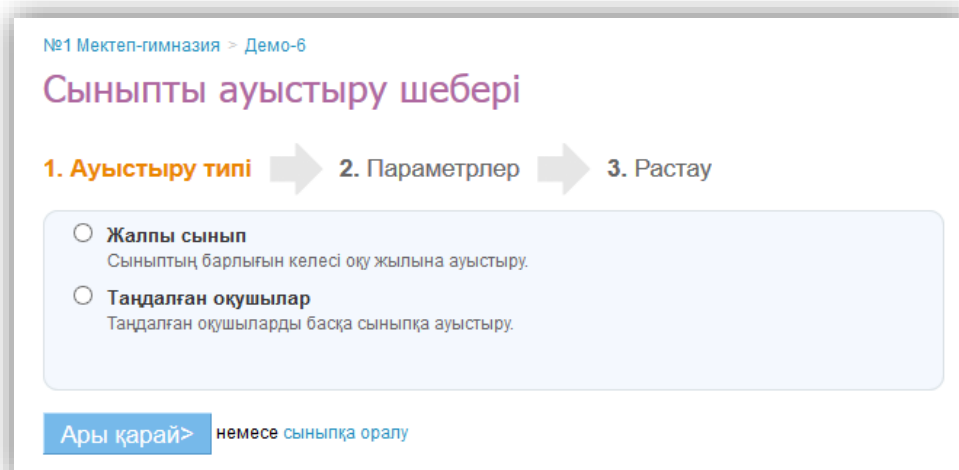 №1 Мектеп-гимназия > Демо-6
Сыныпты ауыстыру шебері
1. Ауыстыру типі 2. Параметрлер 3. Растау
Жалпы сынып
Сыныптың барлығын келесі оқу жылына ауыстыру.
Таңдалған оқушылар
Таңдалған оқушыларды басқа сыныпқа ауыстыру.
Ары қарай> немесе сыныпқа оралу